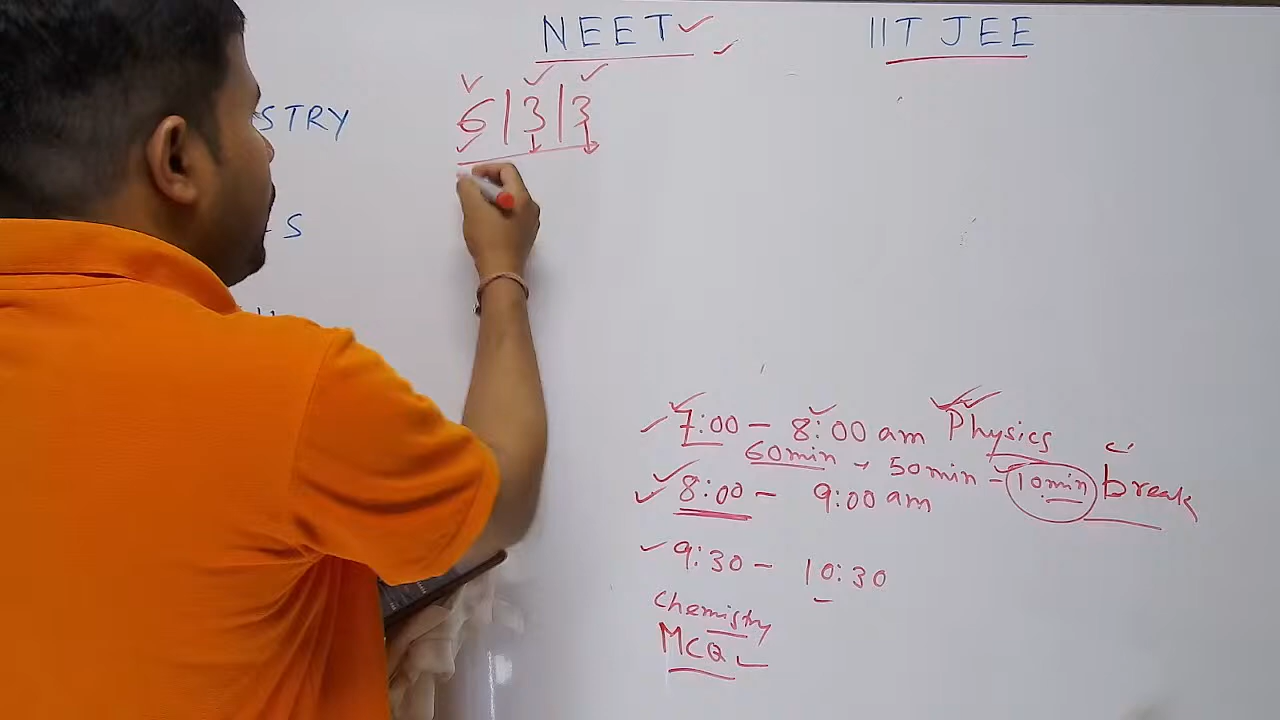 NEET IIT JEE
STRY 6 | 3 | 3
S
7:00 - 8:00 am Physics
60min → 50min - 10min break
8:00 - 9:00 am
9:30 - 10:30
Chemistry
MCQ